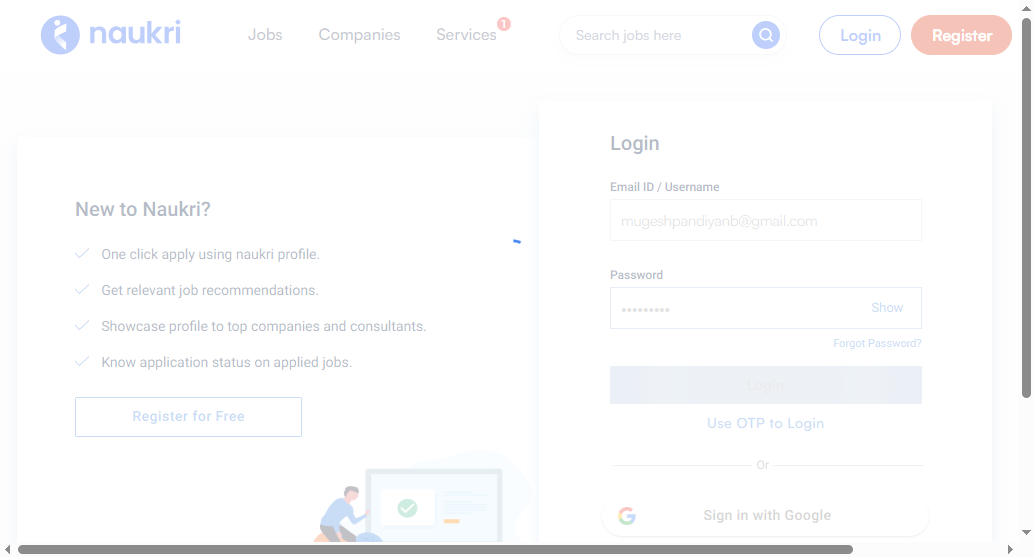 naukri
Jobs
Companies
Services
1
Search jobs here
Login
Register
New to Naukri?
One click apply using naukri profile.
Get relevant job recommendations.
Showcase profile to top companies and consultants.
Know application status on applied jobs.
Register for Free
Login
Email ID / Username
mugeshpandiyanb@gmail.com
Password
•••••••••
Show
Forgot Password?
Login
Use OTP to Login
Or
Sign in with Google